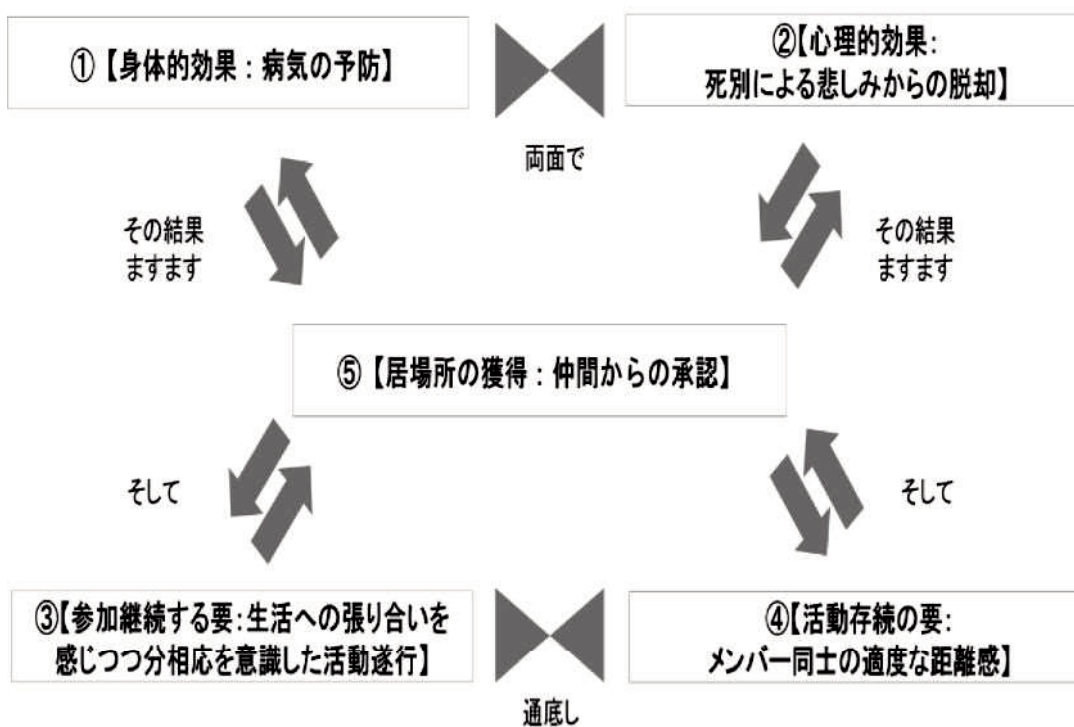 ①【身体的効果：病気の予防】
②【心理的効果：
死別による悲しみからの脱却】
両面で
その結果
ますます
その結果
ますます
⑤【居場所の獲得：仲間からの承認】
そして
そして
③【参加継続する要：生活への張り合いを
感じつつ分相応を意識した活動遂行】
④【活動存続の要：
メンバー同士の適度な距離感】
通底し